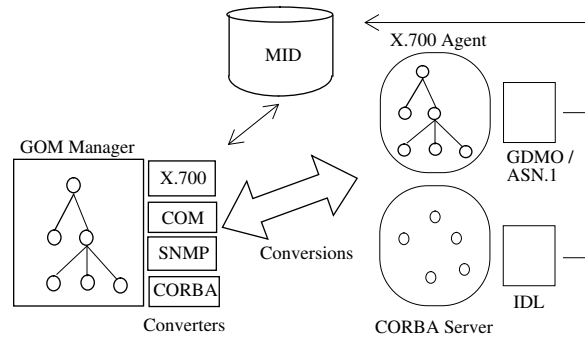 MID
X.700 Agent
GOM Manager
X.700
COM
SNMP
CORBA
Converters
Conversions
GDMO /
ASN.1
IDL
CORBA Server